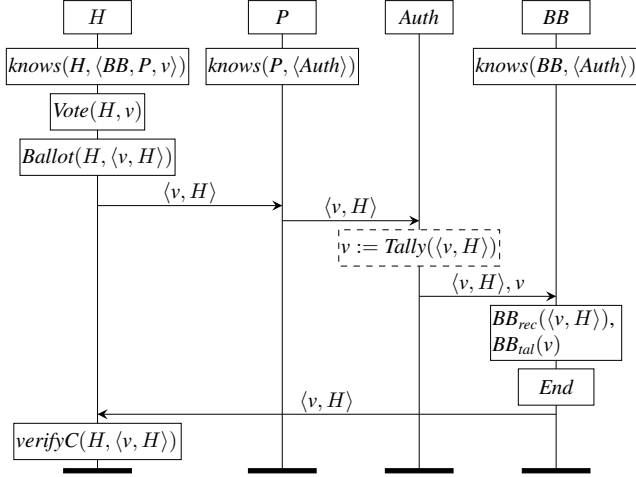 H P Auth BB
knows(H, ⟨BB, P, v⟩) knows(P, ⟨Auth⟩) knows(BB, ⟨Auth⟩)
Vote(H, v)
Ballot(H, ⟨v, H⟩)
⟨v, H⟩
⟨v, H⟩
v := Tally(⟨v, H⟩)
⟨v, H⟩, v
BB_rec(⟨v, H⟩),
BB_tal(v)
End
⟨v, H⟩
verifyC(H, ⟨v, H⟩)